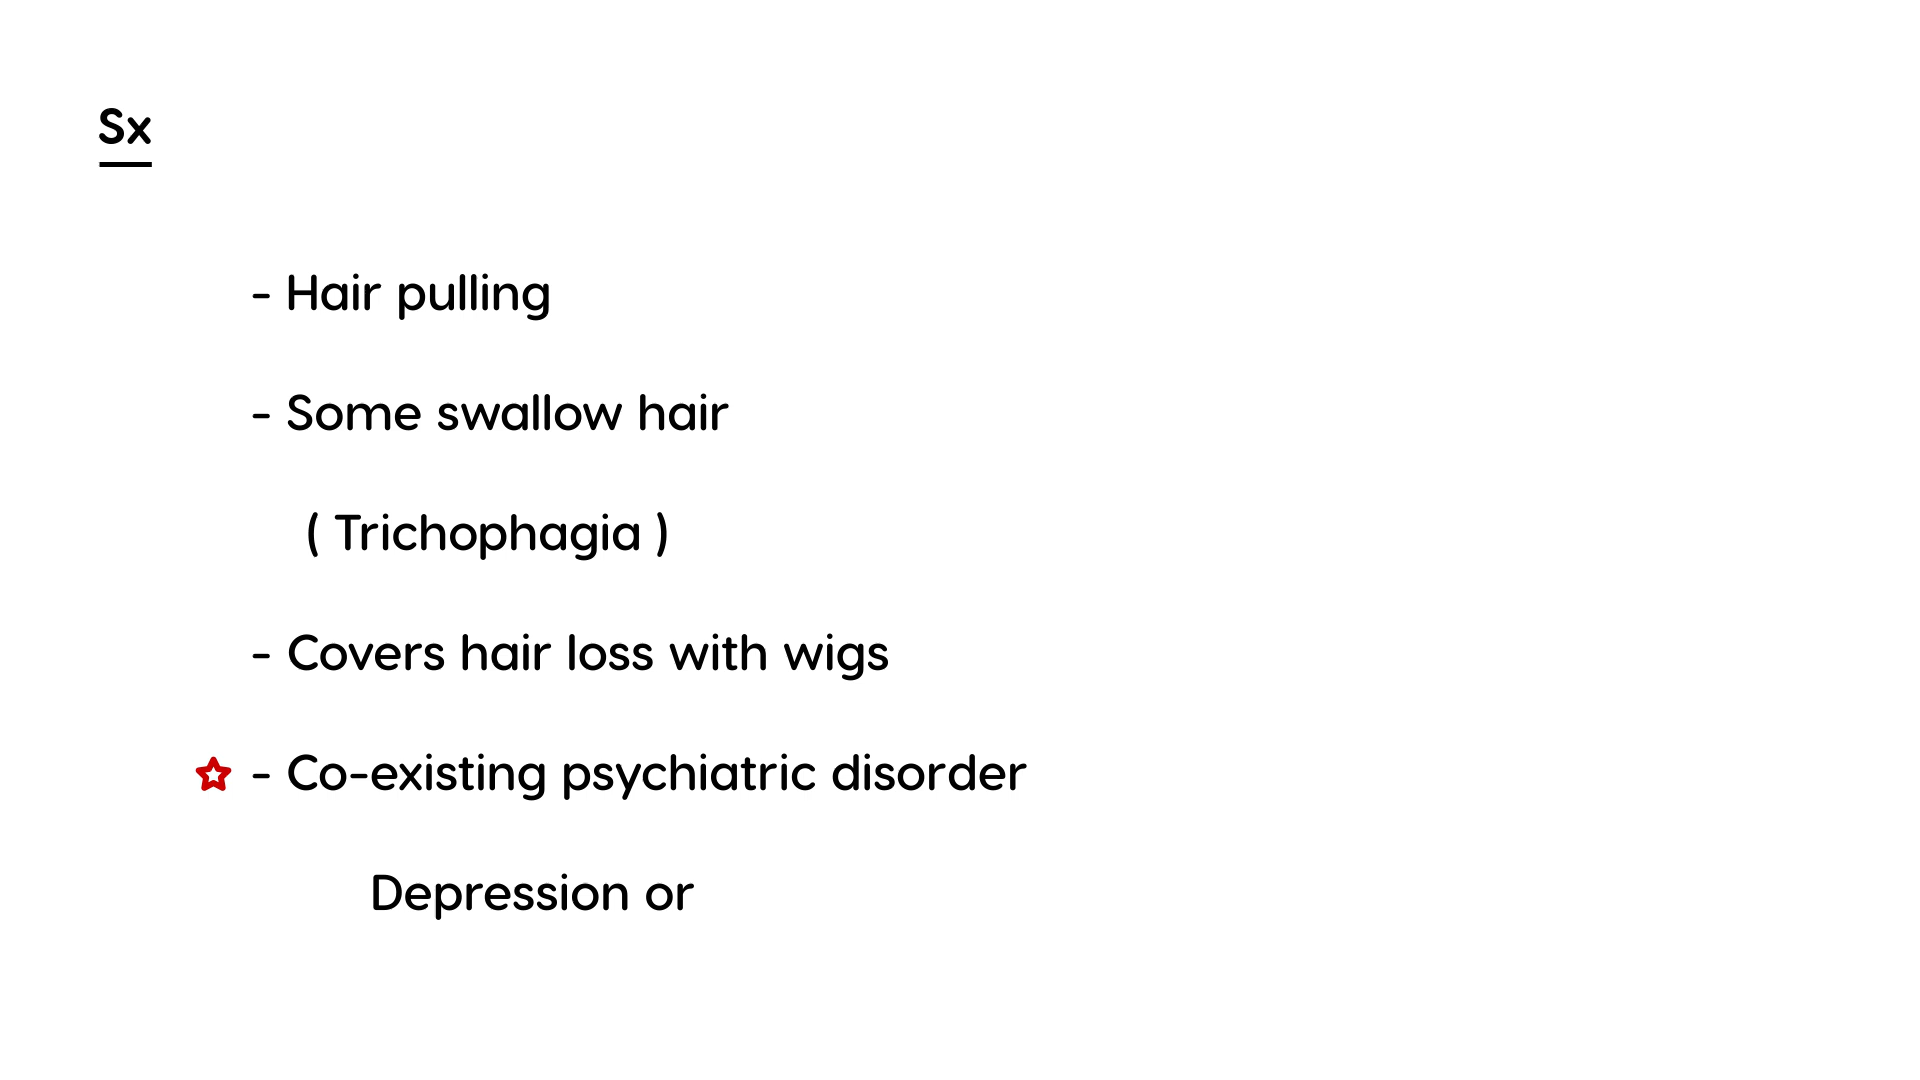 Sx
- Hair pulling
- Some swallow hair
( Trichophagia )
- Covers hair loss with wigs
- Co-existing psychiatric disorder
Depression or